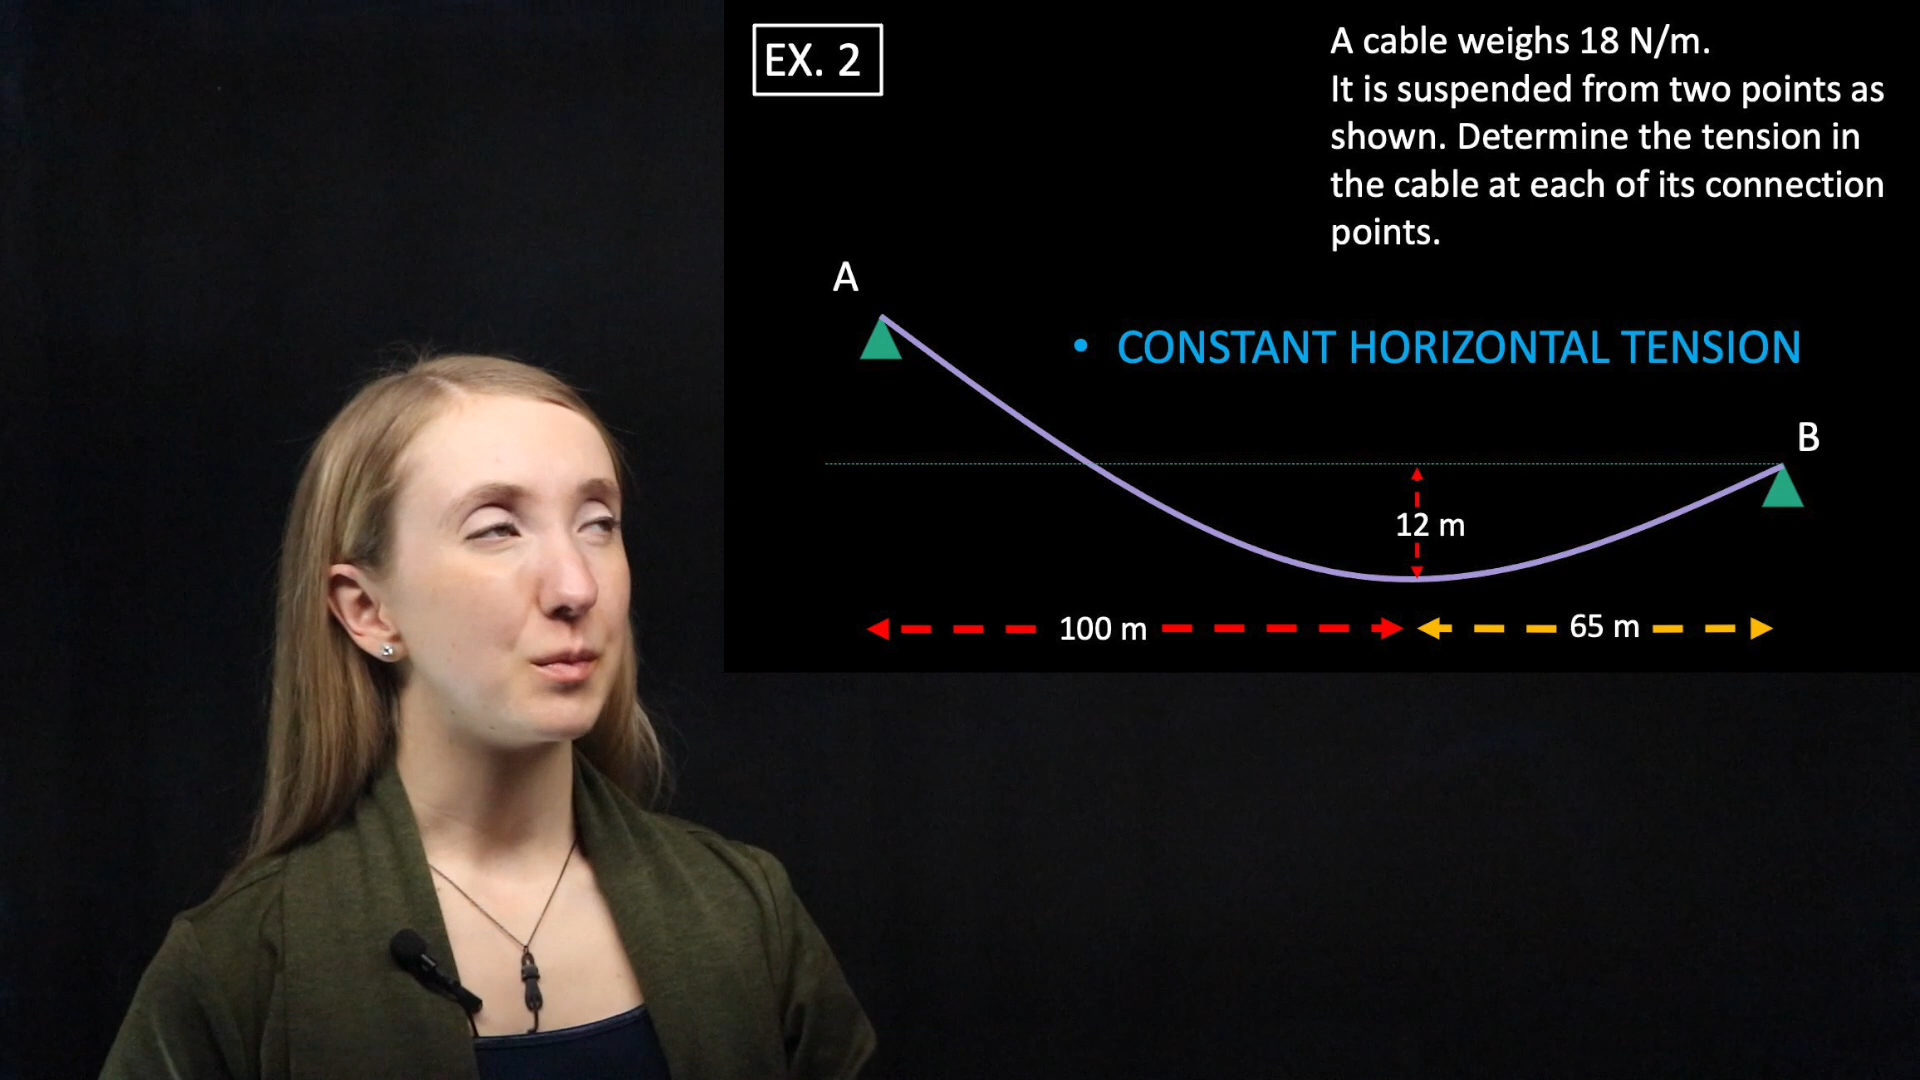 EX. 2
A cable weighs 18 N/m.
It is suspended from two points as
shown. Determine the tension in
the cable at each of its connection
points.
A
• CONSTANT HORIZONTAL TENSION
B
12 m
100 m
65 m